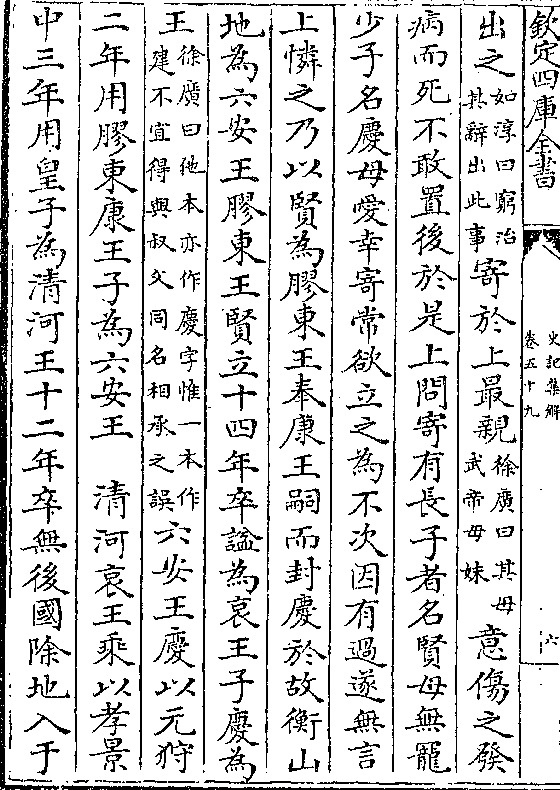 欽定四庫全書
史記集解
卷五十九
六
出之如淳曰窮治其辭出此事寄於上最親徐廣曰其母武帝母妹意傷之發
病而死不敢置後於是上問寄有長子者名賢母無寵
少子名慶母愛幸寄常欲立之為不次因有過遂無言
上憐之乃以賢為膠東王奉康王嗣而封慶於故衡山
地為六安王膠東王賢立十四年卒諡為哀王子慶為
王徐廣曰他本亦作慶字惟一本作建不宜得與叔父同名相承之誤六安王慶以元狩
二年用膠東康王子為六安王　清河哀王乘以孝景
中三年用皇子為清河王十二年卒無後國除地入于